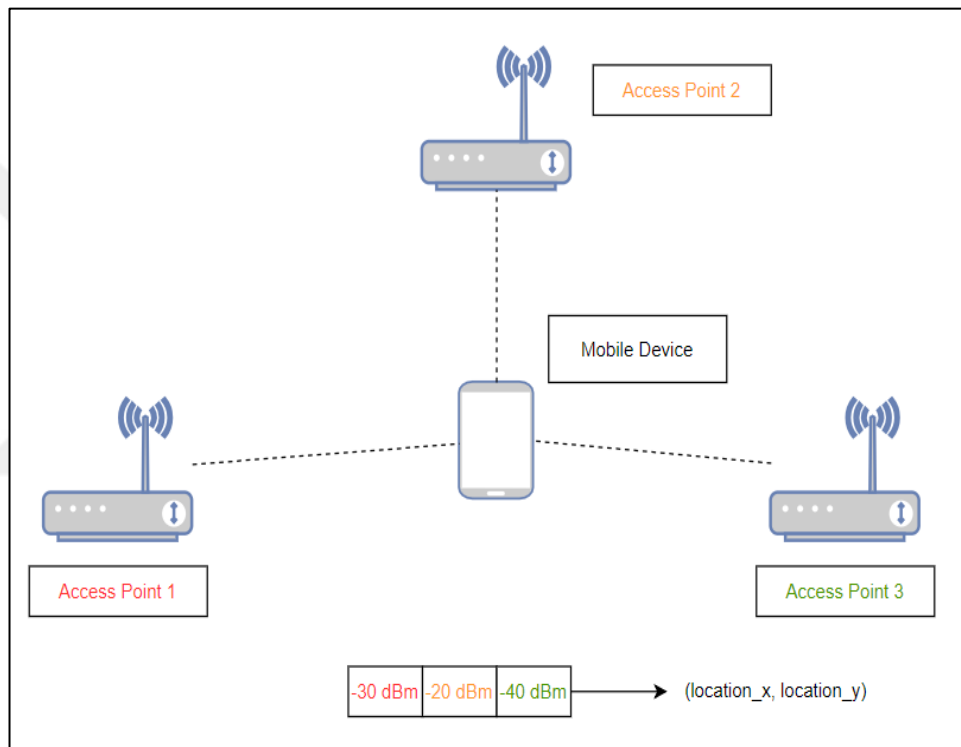 Access Point 2
Mobile Device
Access Point 1
Access Point 3
-30 dBm -20 dBm -40 dBm (location_x, location_y)